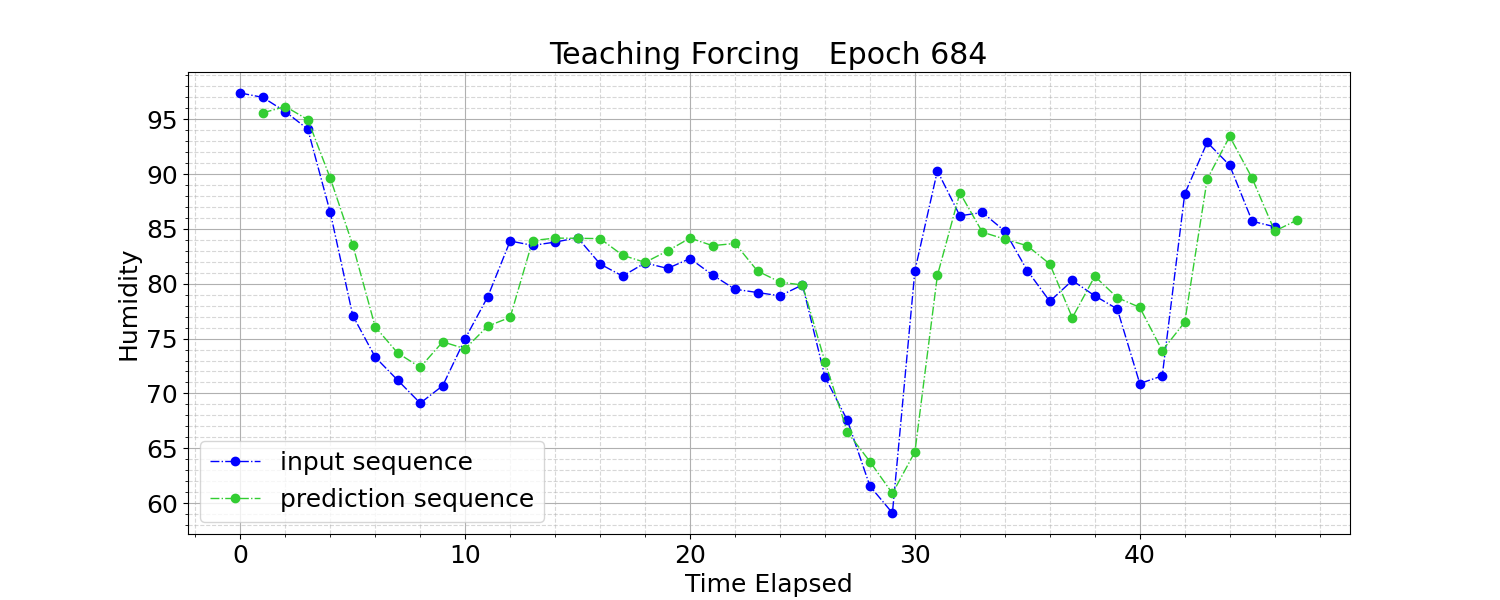 Teaching Forcing   Epoch 684
Humidity
95
90
85
80
75
70
65
60
input sequence
prediction sequence
0 10 20 30 40
Time Elapsed